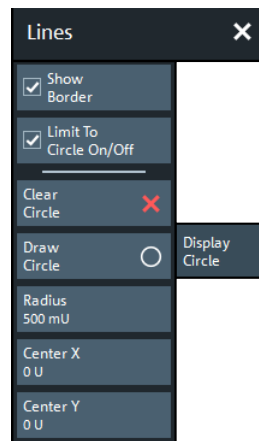 Lines
Show
Border
Limit To
Circle On/Off
Clear
Circle
Draw
Circle
Display
Circle
Radius
500 mU
Center X
0 U
Center Y
0 U